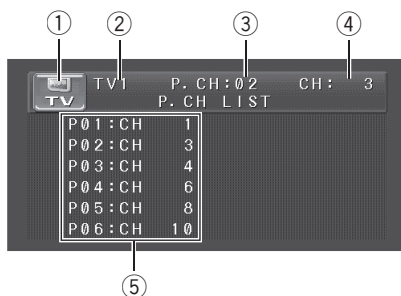 ① ② ③ ④
TV TV1 P.CH:02 CH: 3
P.CH LIST
P01:CH 1
P02:CH 3
P03:CH 4
P04:CH 6
P05:CH 8
P06:CH 10
⑤